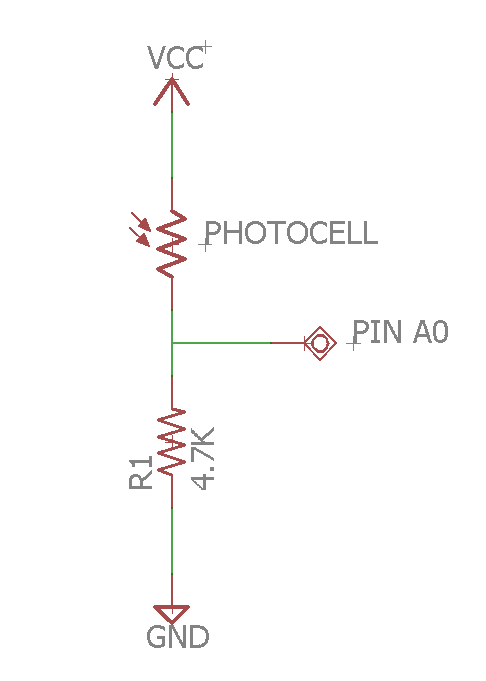 VCC
PHOTOCELL
PIN A0
R1
4.7K
GND